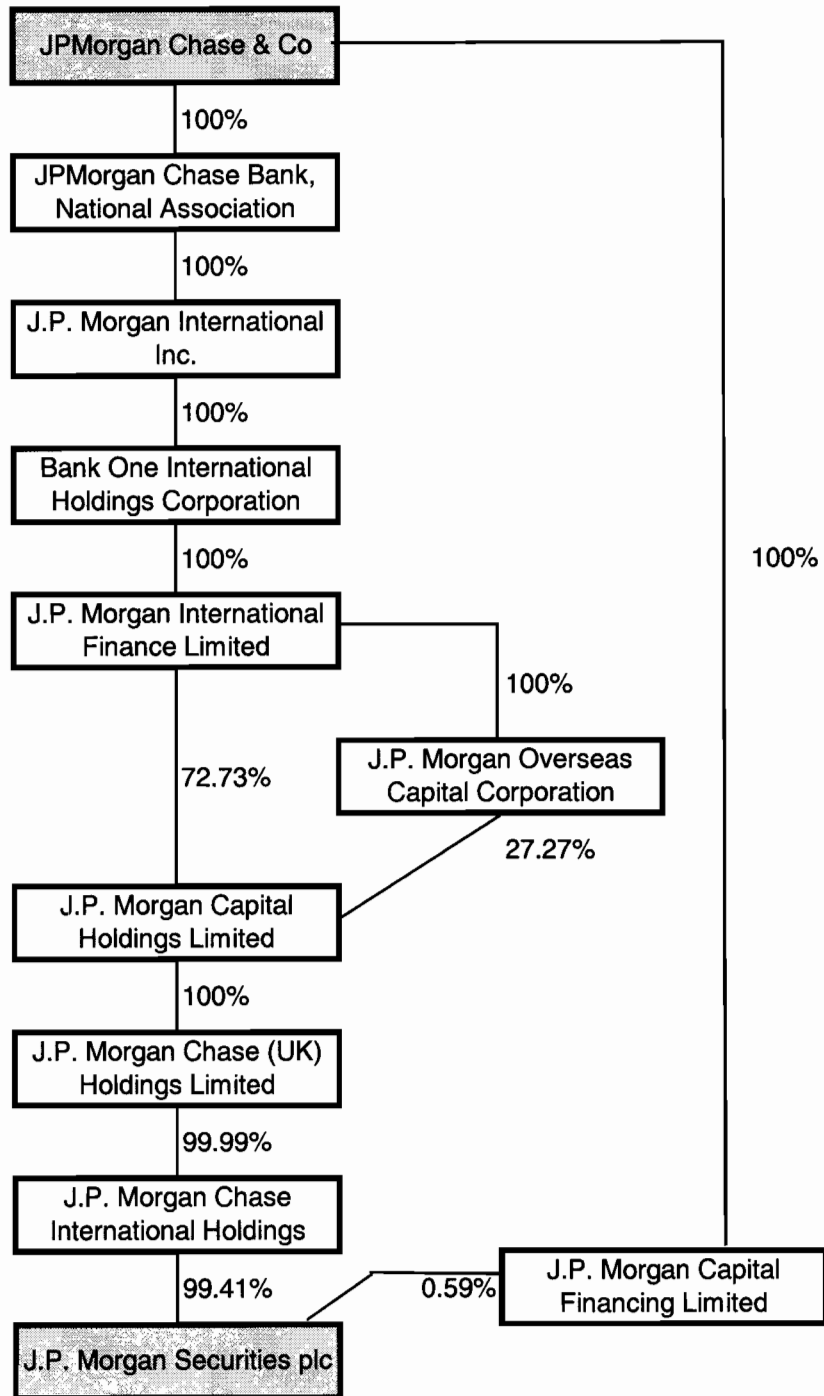 JPMorgan Chase & Co
100%
JPMorgan Chase Bank,
National Association
100%
J.P. Morgan International
Inc.
100%
Bank One International
Holdings Corporation
100%
100%
J.P. Morgan International
Finance Limited
100%
72.73%
J.P. Morgan Overseas
Capital Corporation
27.27%
J.P. Morgan Capital
Holdings Limited
100%
J.P. Morgan Chase (UK)
Holdings Limited
99.99%
J.P. Morgan Chase
International Holdings
99.41%
0.59%
J.P. Morgan Capital
Financing Limited
J.P. Morgan Securities plc